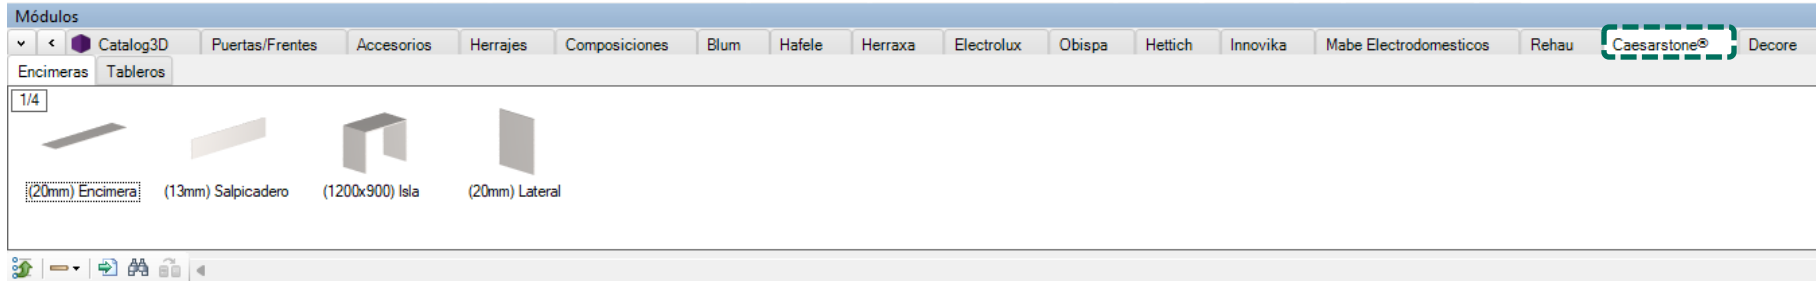 Módulos
Catalog3D Puertas/Frentes Accesorios Herrajes Composiciones Blum Hafele Herraxa Electrolux Obispa Hettich Innovika Mabe Electrodomesticos Rehau Caesarstone® Decore
Encimeras Tableros
1/4
(20mm) Encimera (13mm) Salpicadero (1200x900) Isla (20mm) Lateral